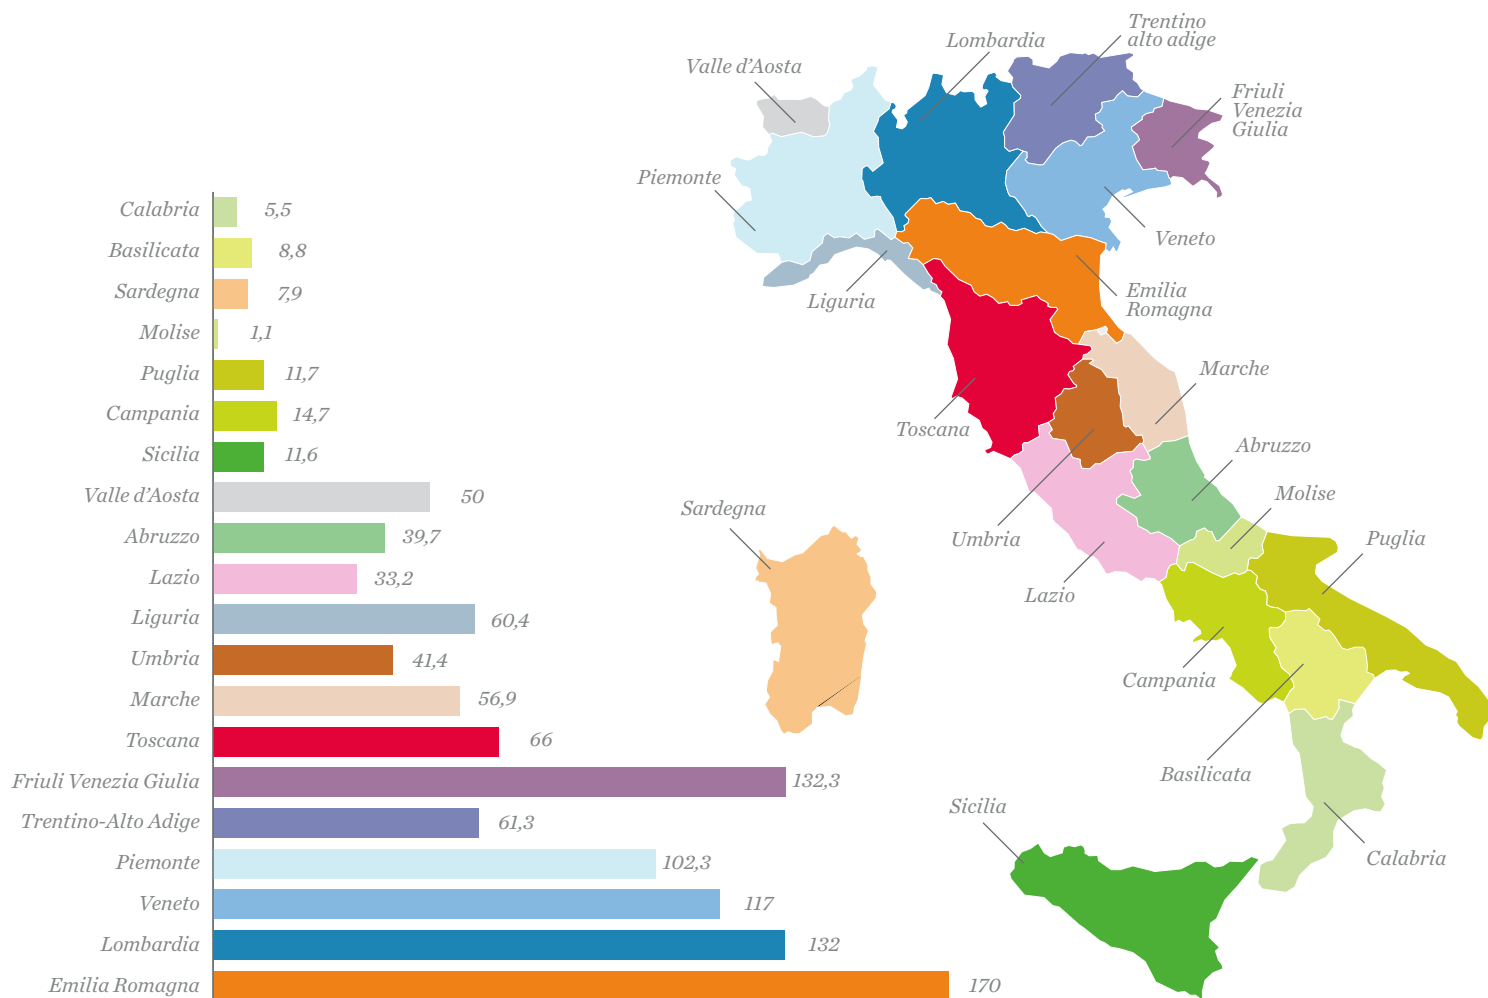 Calabria 5,5
Basilicata 8,8
Sardegna 7,9
Molise 1,1
Puglia 11,7
Campania 14,7
Sicilia 11,6
Valle d’Aosta 50
Abruzzo 39,7
Lazio 33,2
Liguria 60,4
Umbria 41,4
Marche 56,9
Toscana 66
Friuli Venezia Giulia 132,3
Trentino-Alto Adige 61,3
Piemonte 102,3
Veneto 117
Lombardia 132
Emilia Romagna 170
Trentino
alto adige
Lombardia
Valle d’Aosta
Friuli
Venezia
Giulia
Piemonte
Veneto
Liguria
Emilia
Romagna
Marche
Toscana
Abruzzo
Molise
Sardegna
Umbria
Puglia
Lazio
Campania
Basilicata
Sicilia
Calabria